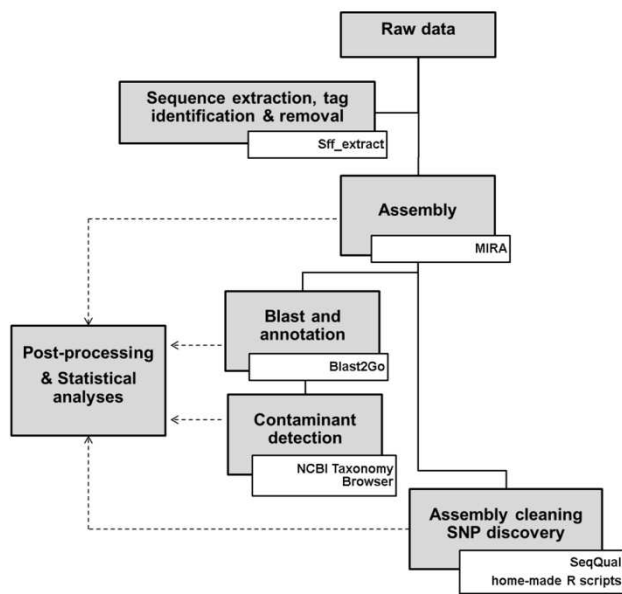 Raw data
Sequence extraction, tag
identification & removal
Sff_extract
Assembly
MIRA
Blast and
annotation
Blast2Go
Post-processing
& Statistical
analyses
Contaminant
detection
NCBI Taxonomy
Browser
Assembly cleaning
SNP discovery
SeqQual
home-made R scripts